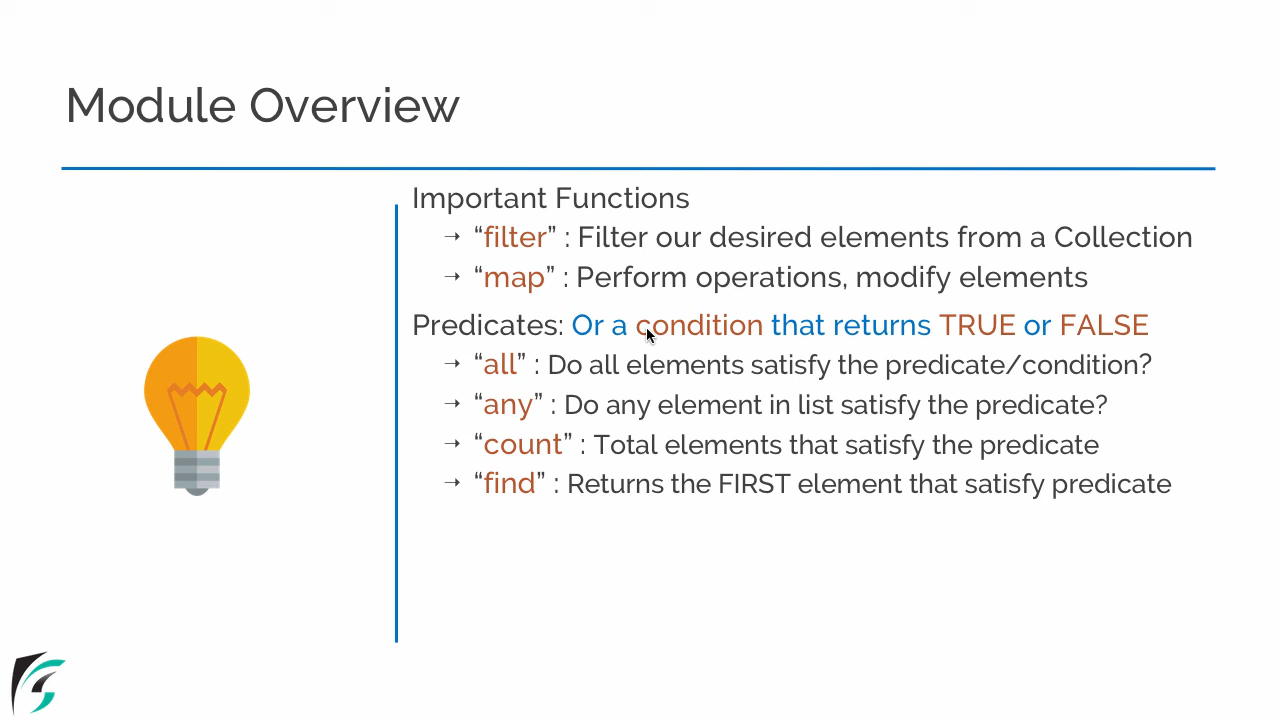 Module Overview
Important Functions
→ “filter” : Filter our desired elements from a Collection
→ “map” : Perform operations, modify elements
Predicates: Or a condition that returns TRUE or FALSE
→ “all” : Do all elements satisfy the predicate/condition?
→ “any” : Do any element in list satisfy the predicate?
→ “count” : Total elements that satisfy the predicate
→ “find” : Returns the FIRST element that satisfy predicate